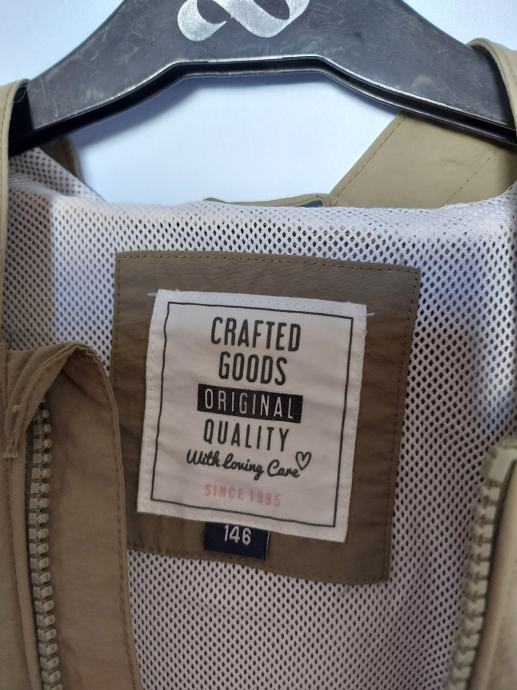 CRAFTED
GOODS
ORIGINAL
QUALITY
With Loving Care
SINCE 1995
146